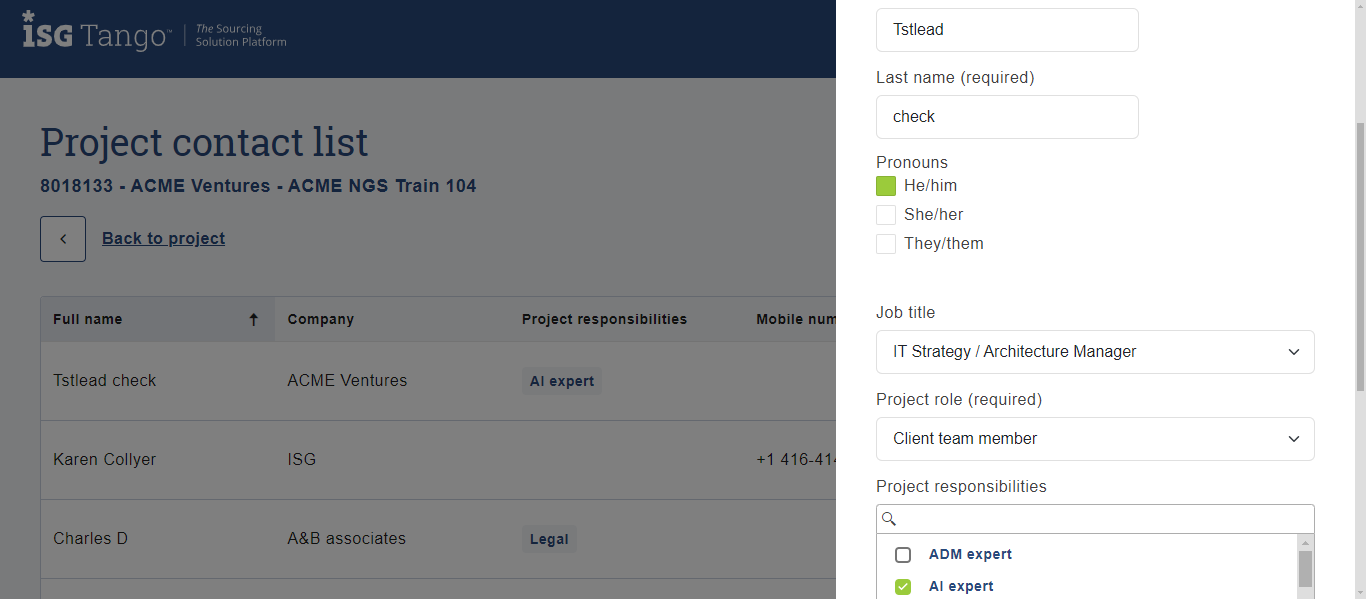 ISG Tango™
The Sourcing
Solution Platform
Project contact list
8018133 - ACME Ventures - ACME NGS Train 104
Back to project
Full name Company Project responsibilities Mobile num
Tstlead check ACME Ventures AI expert
Karen Collyer ISG +1 416-414
Charles D A&B associates Legal
Tstlead
Last name (required)
check
Pronouns
He/him
She/her
They/them
Job title
IT Strategy / Architecture Manager
Project role (required)
Client team member
Project responsibilities
ADM expert
AI expert